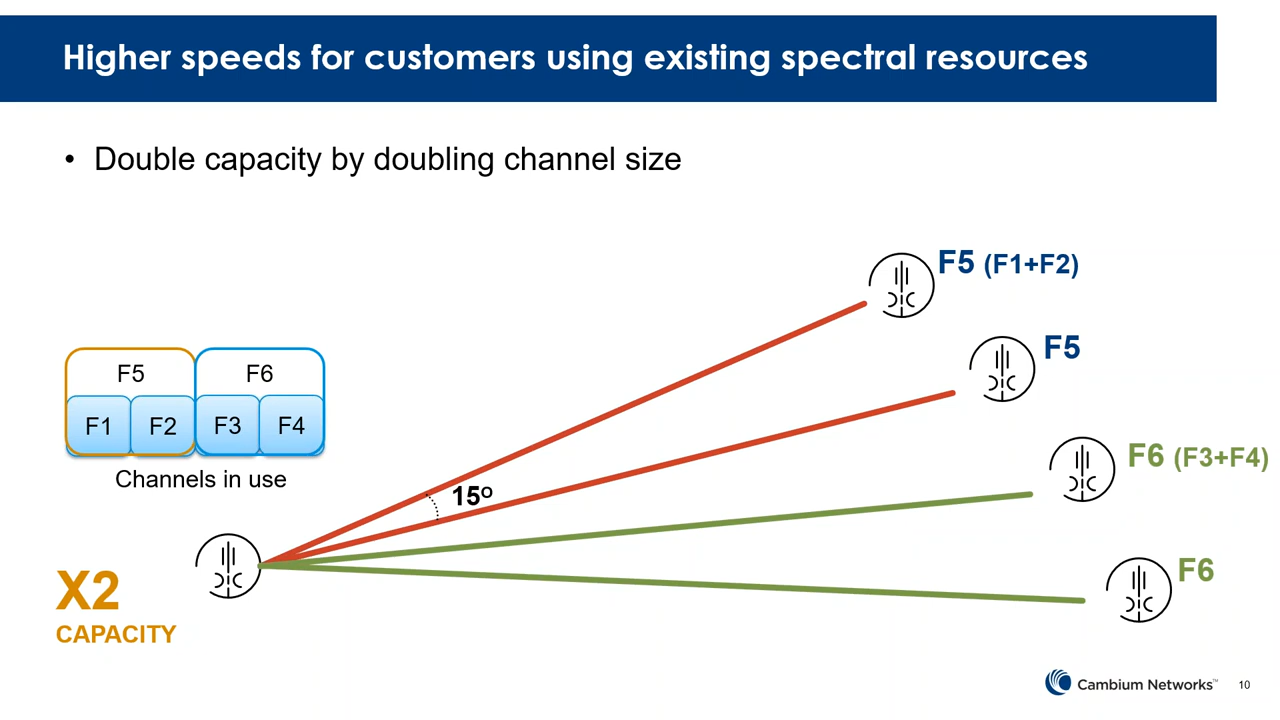 Higher speeds for customers using existing spectral resources
• Double capacity by doubling channel size
F5 (F1+F2)
F5
F6 (F3+F4)
F6
F5 F6
F1 F2 F3 F4
Channels in use
15º
X2
CAPACITY
Cambium Networks™ 10